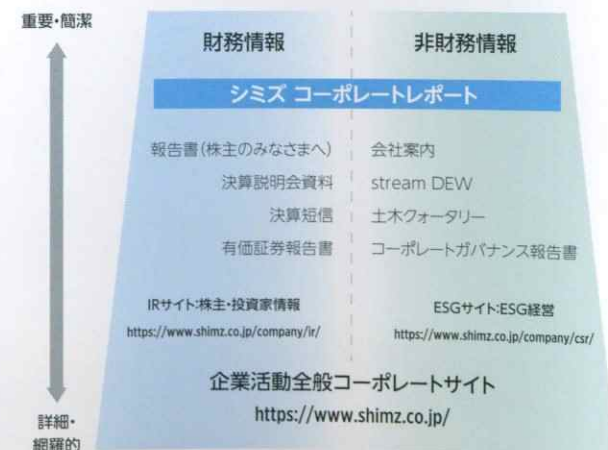 重要・簡潔
財務情報
非財務情報
シミズ コーポレートレポート
報告書(株主のみなさまへ)
会社案内
決算説明会資料
stream DEW
決算短信
土木クォータリー
有価証券報告書
コーポレートガバナンス報告書
IRサイト:株主・投資家情報
https://www.shimz.co.jp/company/ir/
ESGサイト:ESG経営
https://www.shimz.co.jp/company/csr/
企業活動全般コーポレートサイト
https://www.shimz.co.jp/
詳細・
網羅的